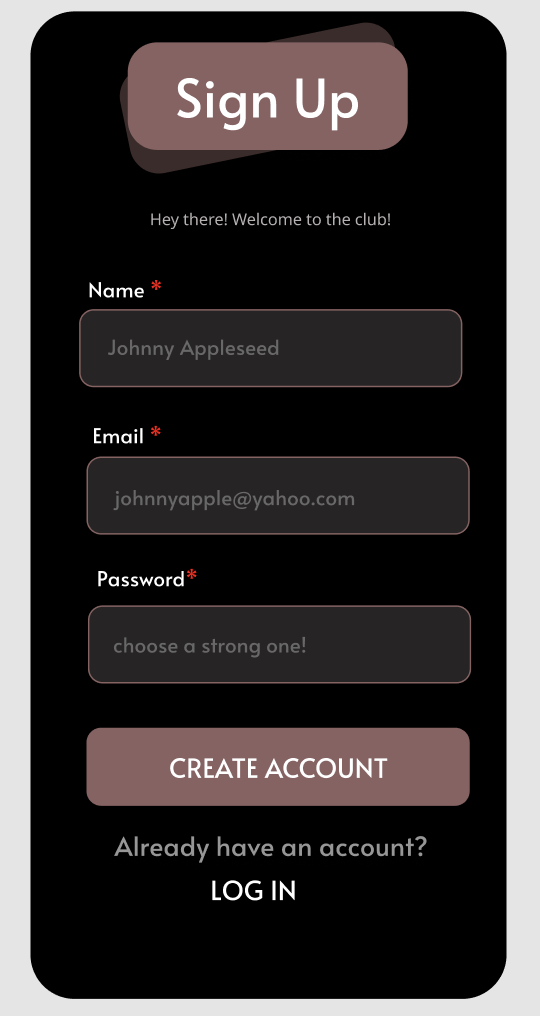 Sign Up
Hey there! Welcome to the club!
Name *
Johnny Appleseed
Email *
johnnyapple@yahoo.com
Password*
choose a strong one!
CREATE ACCOUNT
Already have an account?
LOG IN